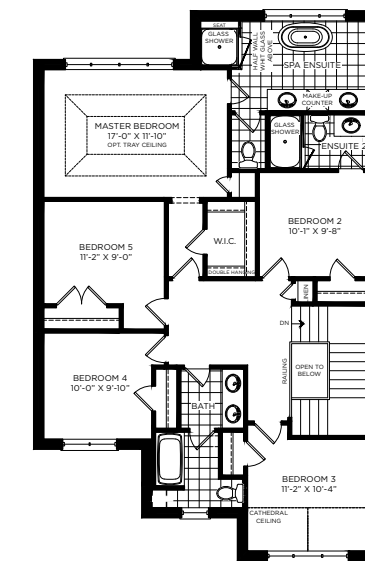 SEAT
GLASS
SHOWER
HALF WALL
W/HT GLASS
ABOVE
SPA ENSUITE
MAKE-UP
COUNTER
GLASS
SHOWER
ENSUITE 2
MASTER BEDROOM
17'-0" X 11'-10"
OPT. TRAY CEILING
BEDROOM 2
10'-1" X 9'-8"
W.I.C.
DOUBLE HANGING
BEDROOM 5
11'-2" X 9'-0"
LINEN
DN
RAILING
OPEN TO
BELOW
BEDROOM 4
10'-0" X 9'-10"
BATH
BEDROOM 3
11'-2" X 10'-4"
CATHEDRAL
CEILING